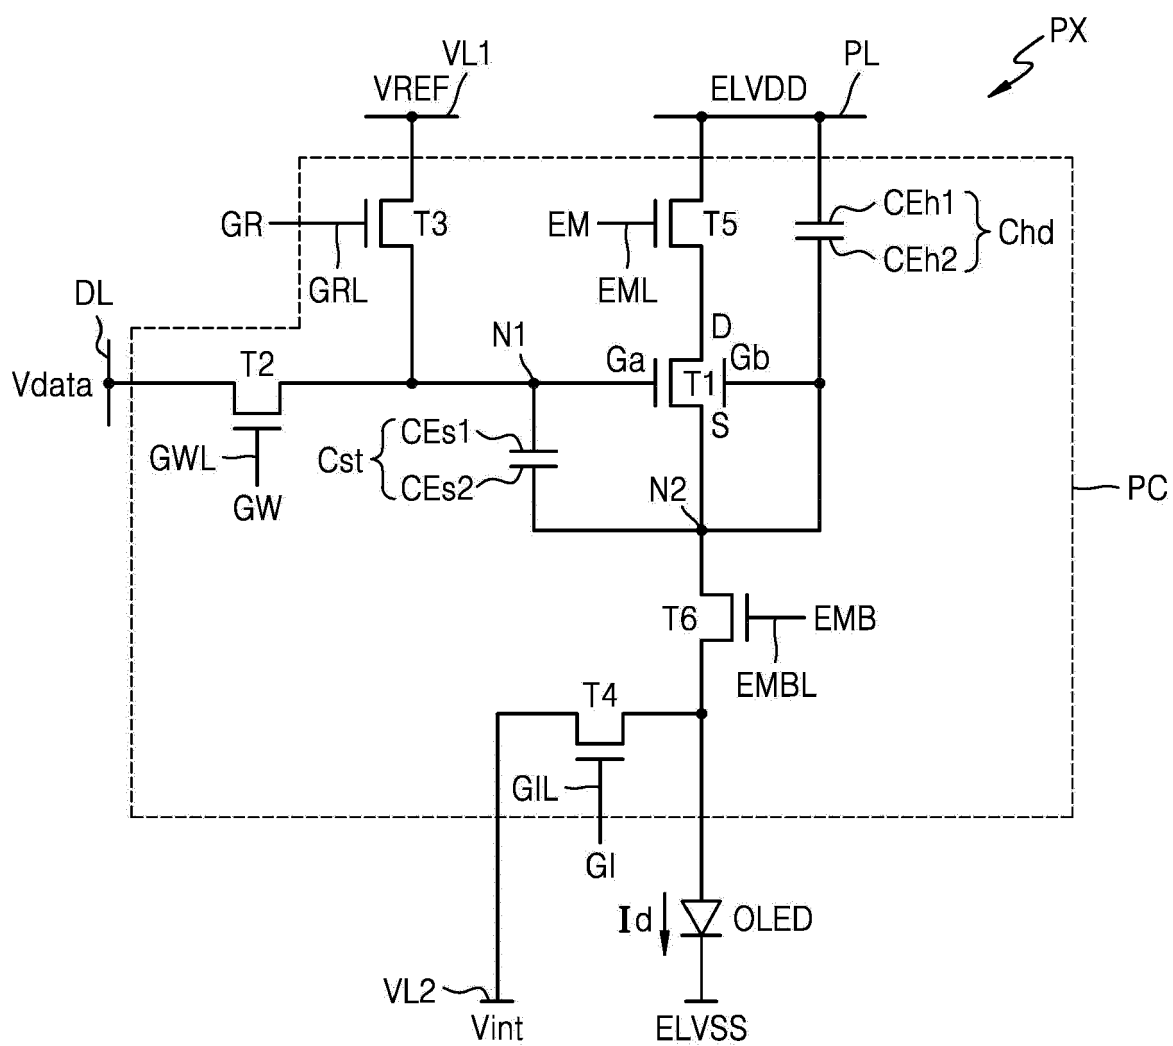 PX
VL1
PL
VREF
ELVDD
CEh1
GR
T3
EM
T5
Chd
CEh2
GRL
EML
DL
D
N1
Ga
Gb
T2
Vdata
T1
S
CEs1
GWL
Cst
CEs2
N2
PC
GW
T6
EMB
EMBL
T4
GIL
GI
Id
OLED
VL2
Vint
ELVSS